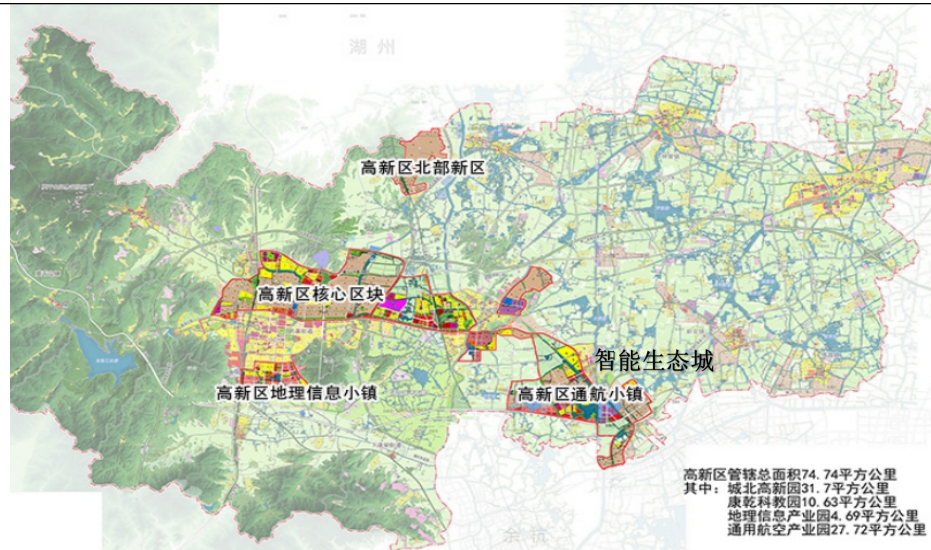 湖州
高新区北部新区
高新区核心区块
智能生态城
高新区地理信息小镇
高新区通航小镇
高新区管辖总面积74.74平方公里
其中：城北高新园31.7平方公里
康乾科教园10.63平方公里
地理信息产业园4.69平方公里
通用航空产业园27.72平方公里
余杭